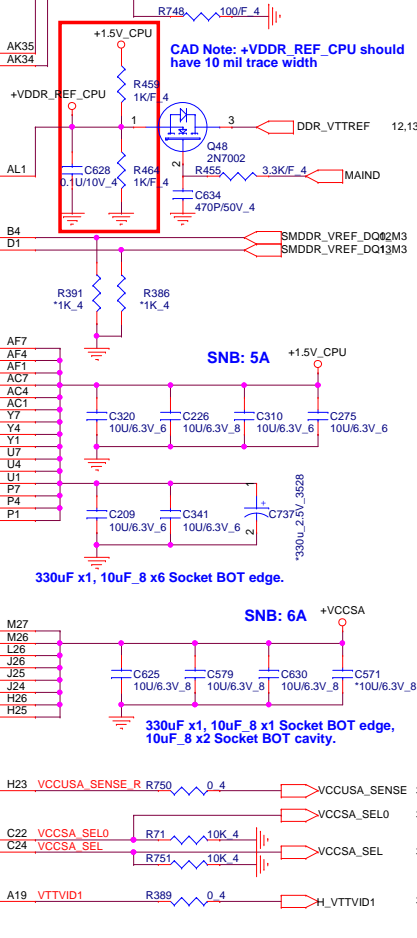 R748 100/F_4
+1.5V_CPU
AK35
AK34
CAD Note: +VDDR_REF_CPU should
have 10 mil trace width
R459
1K/F_4
+VDDR_REF_CPU
1
3
DDR_VTTREF 12,13
Q48
2N7002
AL1
C628
0.1U/10V_4
R464
1K/F_4
2
R455 3.3K/F_4
MAIND
C634
470P/50V_4
B4
SMDDR_VREF_DQ0_M3
D1
SMDDR_VREF_DQ1_M3
R391
*1K_4
R386
*1K_4
AF7
AF4
AF1
AC7
AC4
AC1
Y7
Y4
Y1
U7
U4
U1
P7
P4
P1
SNB: 5A
+1.5V_CPU
C320
10U/6.3V_6
C226
10U/6.3V_8
C310
10U/6.3V_6
C275
10U/6.3V_6
C209
10U/6.3V_6
C341
10U/6.3V_6
1
+
C737
2
*330u_2.5V_3528
330uF x1, 10uF_8 x6 Socket BOT edge.
SNB: 6A
+VCCSA
M27
M26
L26
J26
J25
J24
H26
H25
C625
10U/6.3V_8
C579
10U/6.3V_8
C630
10U/6.3V_8
C571
*10U/6.3V_8
330uF x1, 10uF_8 x1 Socket BOT edge,
10uF_8 x2 Socket BOT cavity.
H23 VCCUSA_SENSE_R R750 0_4 VCCUSA_SENSE
VCCSA_SEL0
C22 VCCSA_SEL0 R71 10K_4
C24 VCCSA_SEL
VCCSA_SEL
R751 10K_4
A19 VTTVID1 R389 0_4 H_VTTVID1